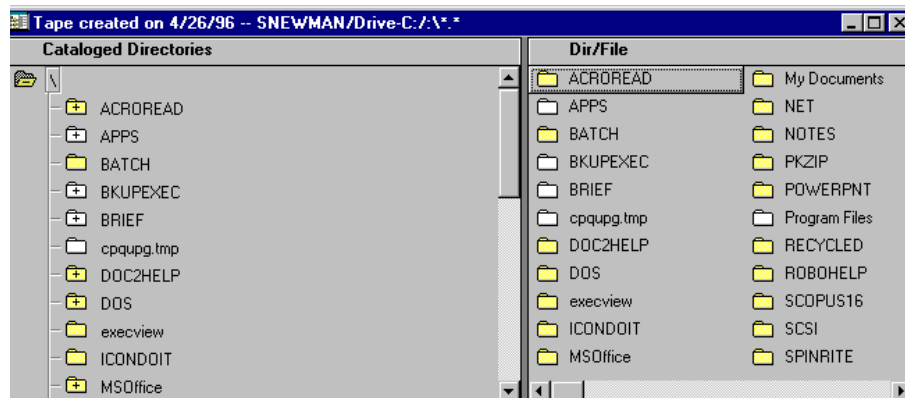 Tape created on 4/26/96 -- SNEWMAN/Drive-C:/:\*.*
Cataloged Directories
\
ACROREAD
APPS
BATCH
BKUPEXEC
BRIEF
cpqupg.tmp
DOC2HELP
DOS
execview
ICONDOIT
MSOffice
Dir/File
ACROREAD My Documents
APPS NET
BATCH NOTES
BKUPEXEC PKZIP
BRIEF POWERPNT
cpqupg.tmp Program Files
DOC2HELP RECYCLED
DOS ROBOHELP
execview SCOPUS16
ICONDOIT SCSI
MSOffice SPINRITE